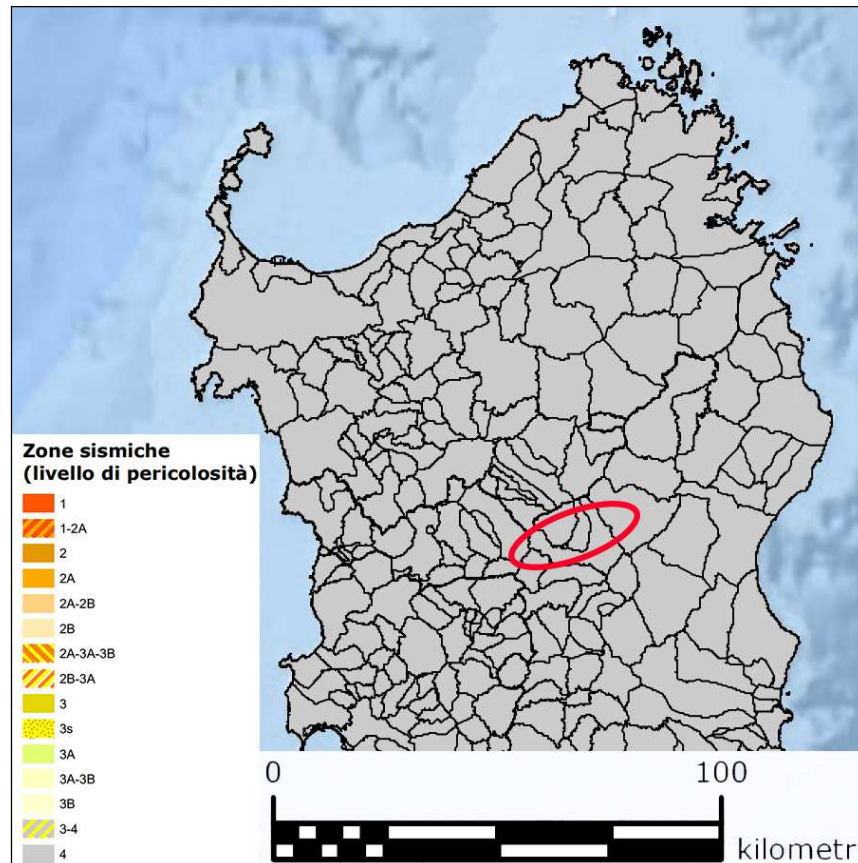 Zone sismiche
(livello di pericolosità)
1
1-2A
2
2A
2A-2B
2B
2A-3A-3B
2B-3A
3
3s
3A
3A-3B
3B
3-4
4
0 100
kilometr